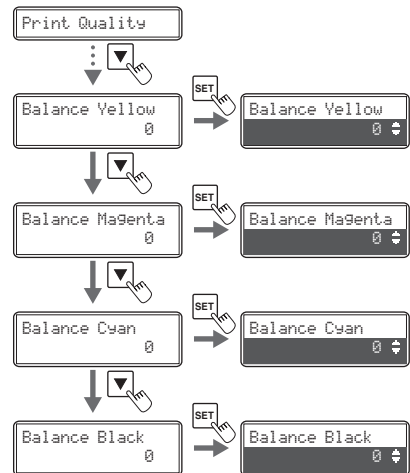 Print Quality
▼
SET
Balance Yellow
0
Balance Yellow
0
▼
SET
Balance Magenta
0
Balance Magenta
0
▼
SET
Balance Cyan
0
Balance Cyan
0
▼
SET
Balance Black
0
Balance Black
0